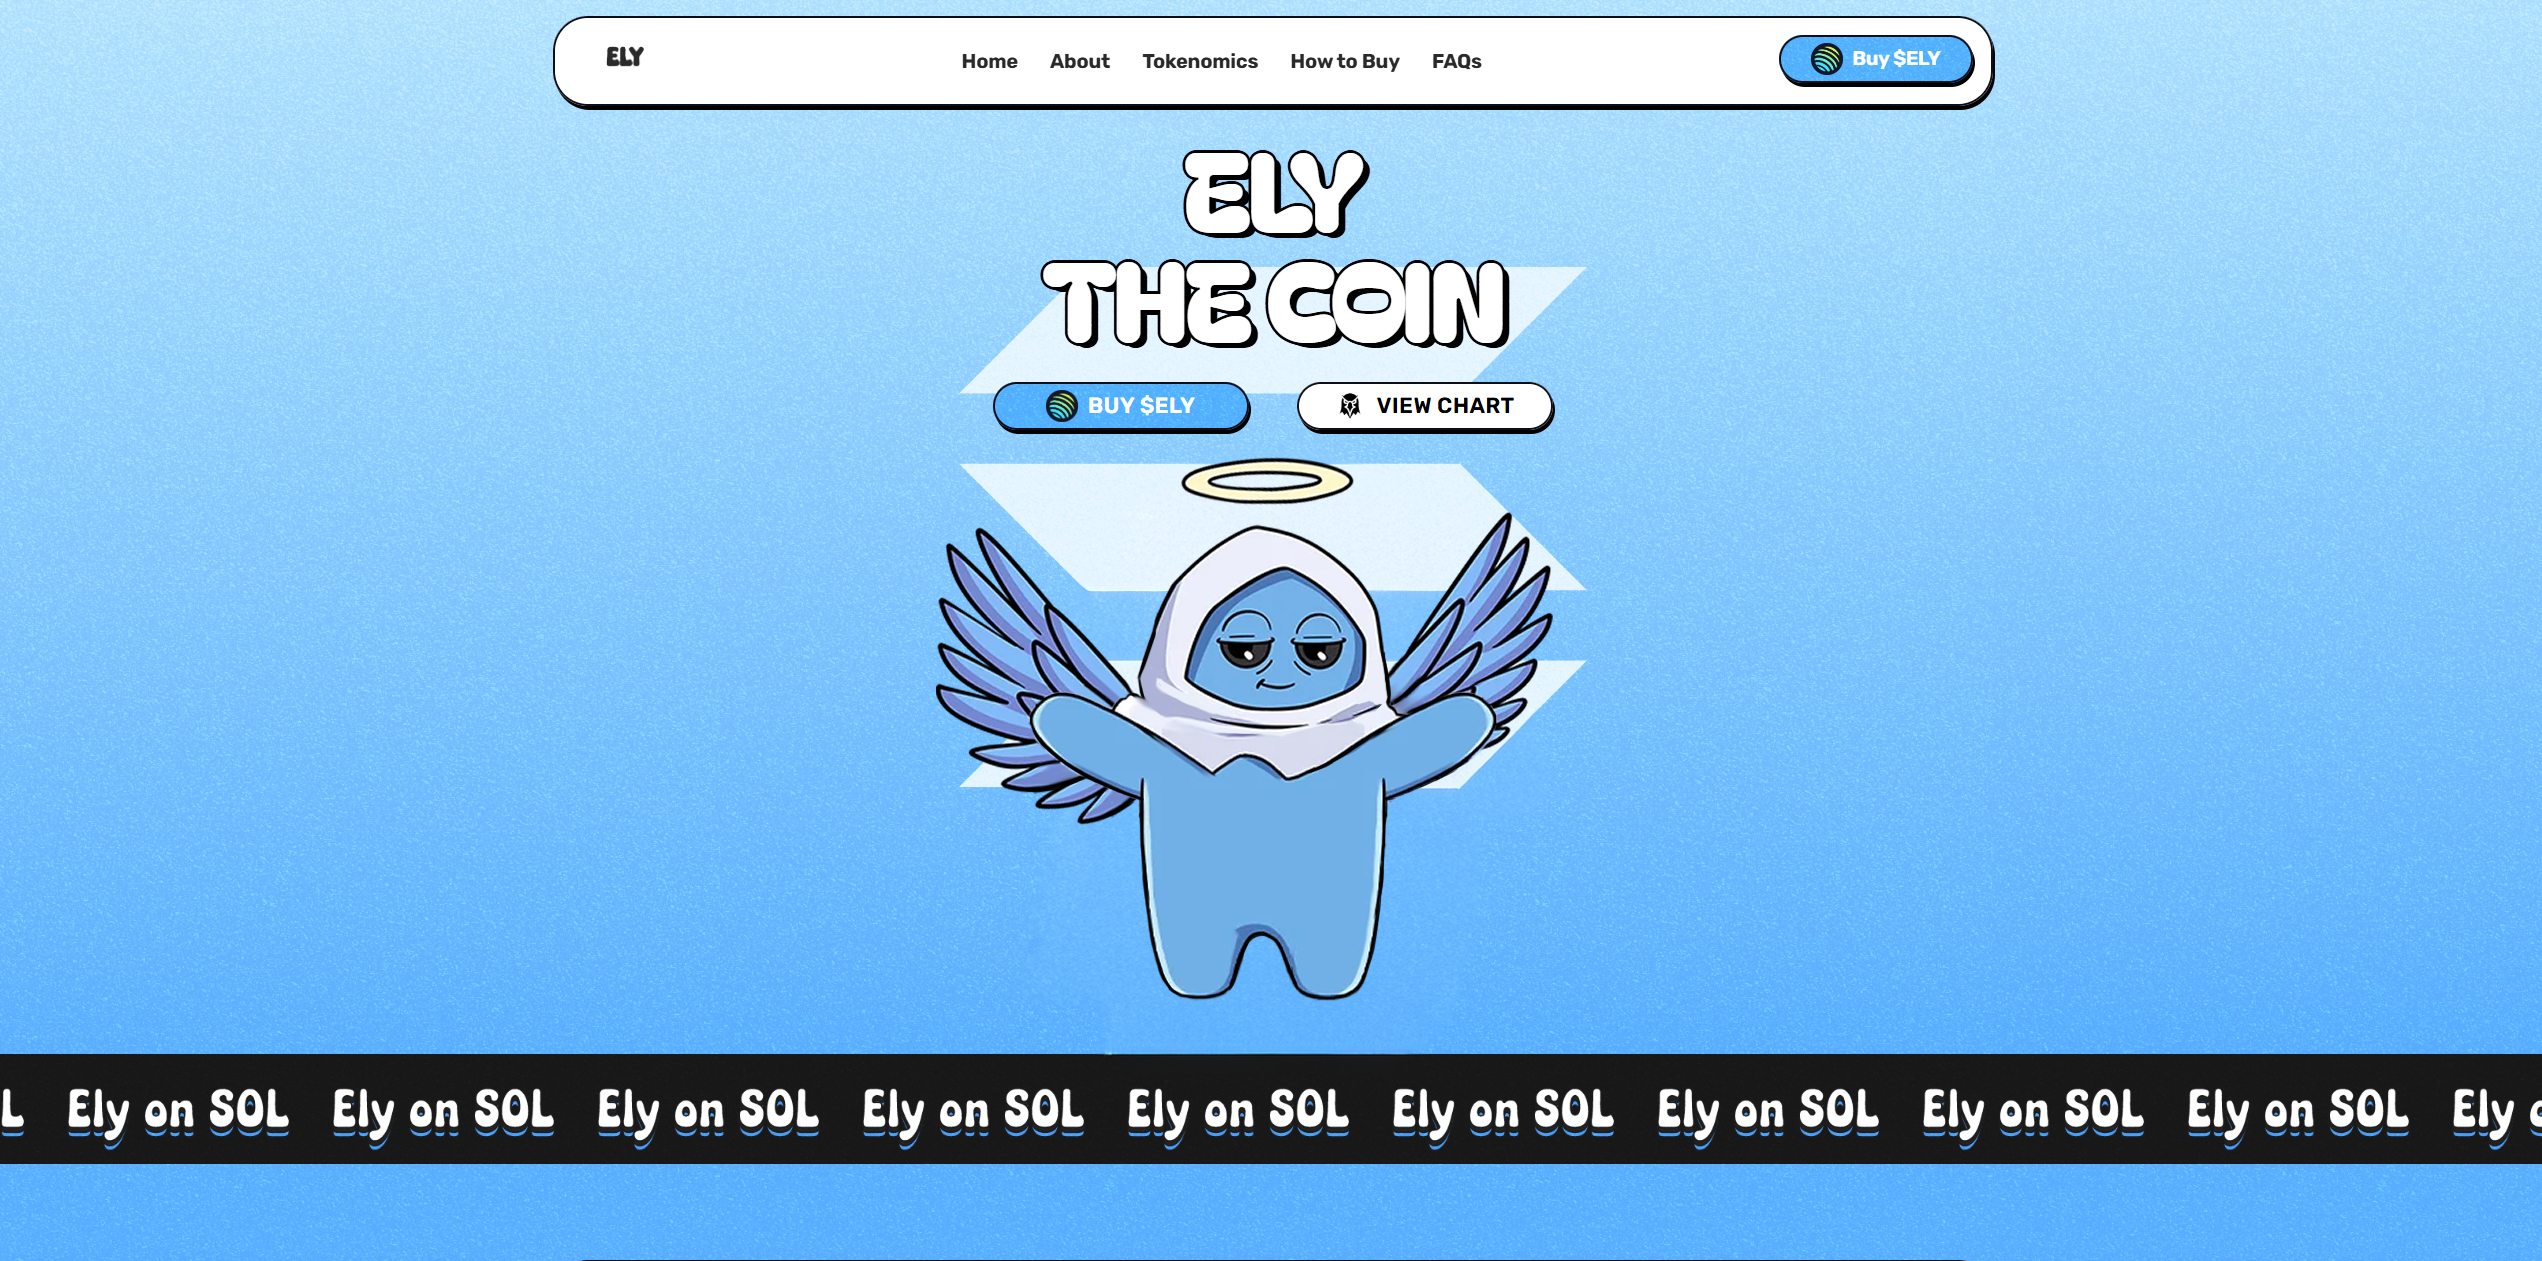 ELY
Home About Tokenomics How to Buy FAQs
Buy $ELY
ELY
THE COIN
BUY $ELY
VIEW CHART
L Ely on SOL Ely on SOL Ely on SOL Ely on SOL Ely on SOL Ely on SOL Ely on SOL Ely on SOL Ely on SOL Ely o